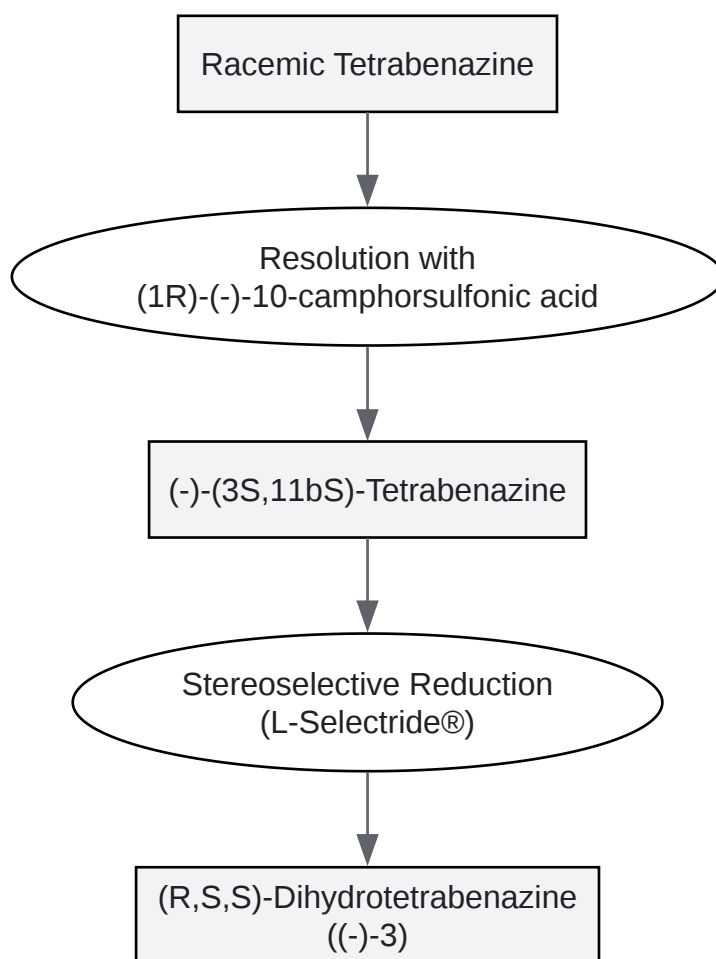 Racemic Tetrabenazine
Resolution with
(1R)-(-)-10-camphorsulfonic acid
(-)-(3S,11bS)-Tetrabenazine
Stereoselective Reduction
(L-Selectride®)
(R,S,S)-Dihydrotetrabenazine
((-)-3)